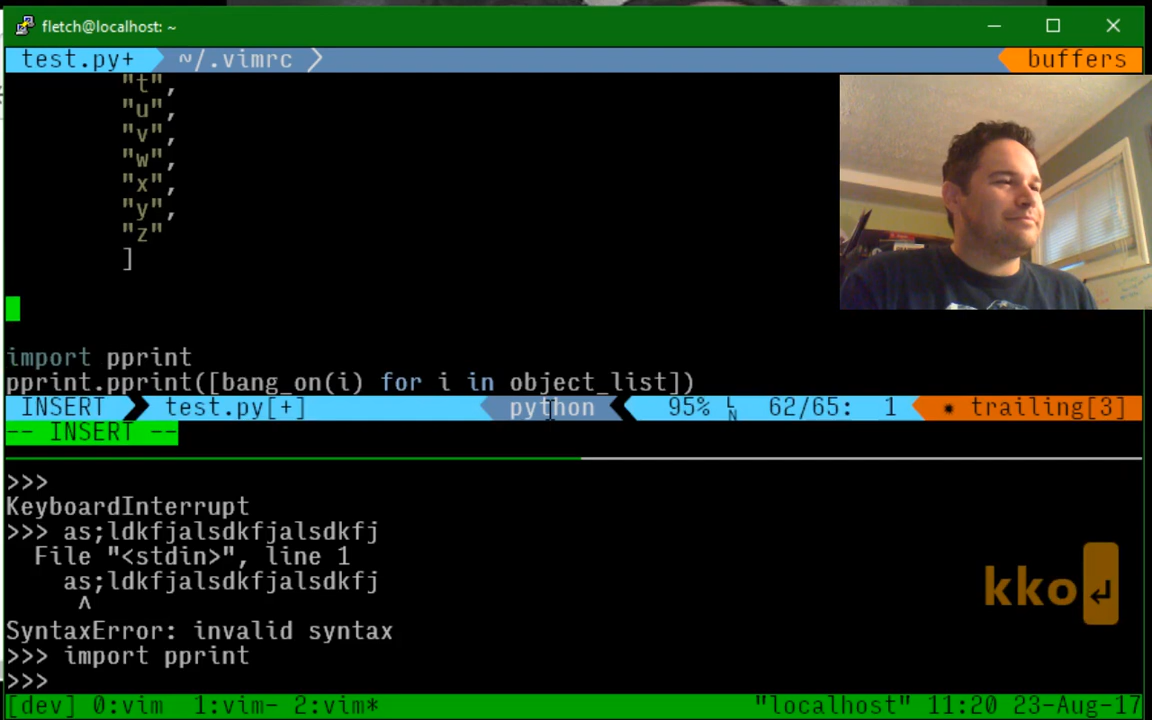 fletch@localhost: ~
test.py+ ~/.vimrc buffers
"t",
"u",
"v",
"w",
"x",
"y",
"z"
]
import pprint
pprint.pprint([bang_on(i) for i in object_list])
INSERT test.py[+] python 95% LN 62/65: 1 ✹ trailing[3]
-- INSERT --
>>>
KeyboardInterrupt
>>> as;ldkfjalsdkfjalsdkfj
File "<stdin>", line 1
as;ldkfjalsdkfjalsdkfj
^
SyntaxError: invalid syntax
>>> import pprint
>>>
kko↵
[dev] 0:vim 1:vim- 2:vim* "localhost" 11:20 23-Aug-17